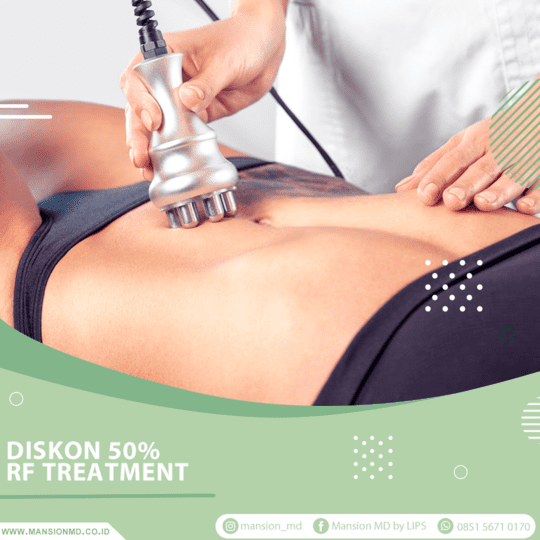 DISKON 50%
RF TREATMENT
WWW.MANSIONMD.CO.ID
mansion_md
Mansion MD by LIPS
0851 5671 0170